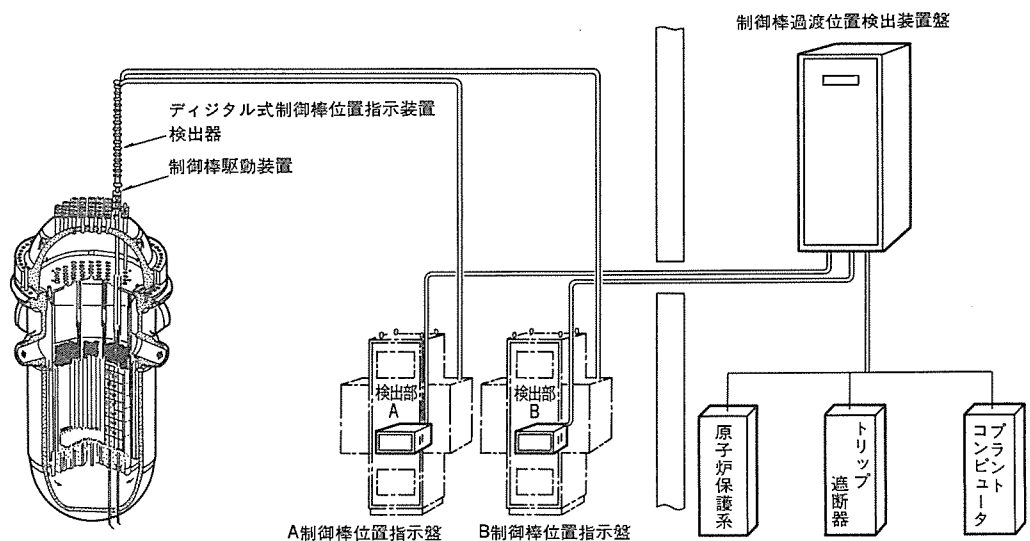 制御棒過渡位置検出装置盤
ディジタル式制御棒位置指示装置
検出器
制御棒駆動装置
検出部
A
検出部
B
A制御棒位置指示盤
B制御棒位置指示盤
原子炉保護系
トリップ
遮断器
プラント
コンピュータ